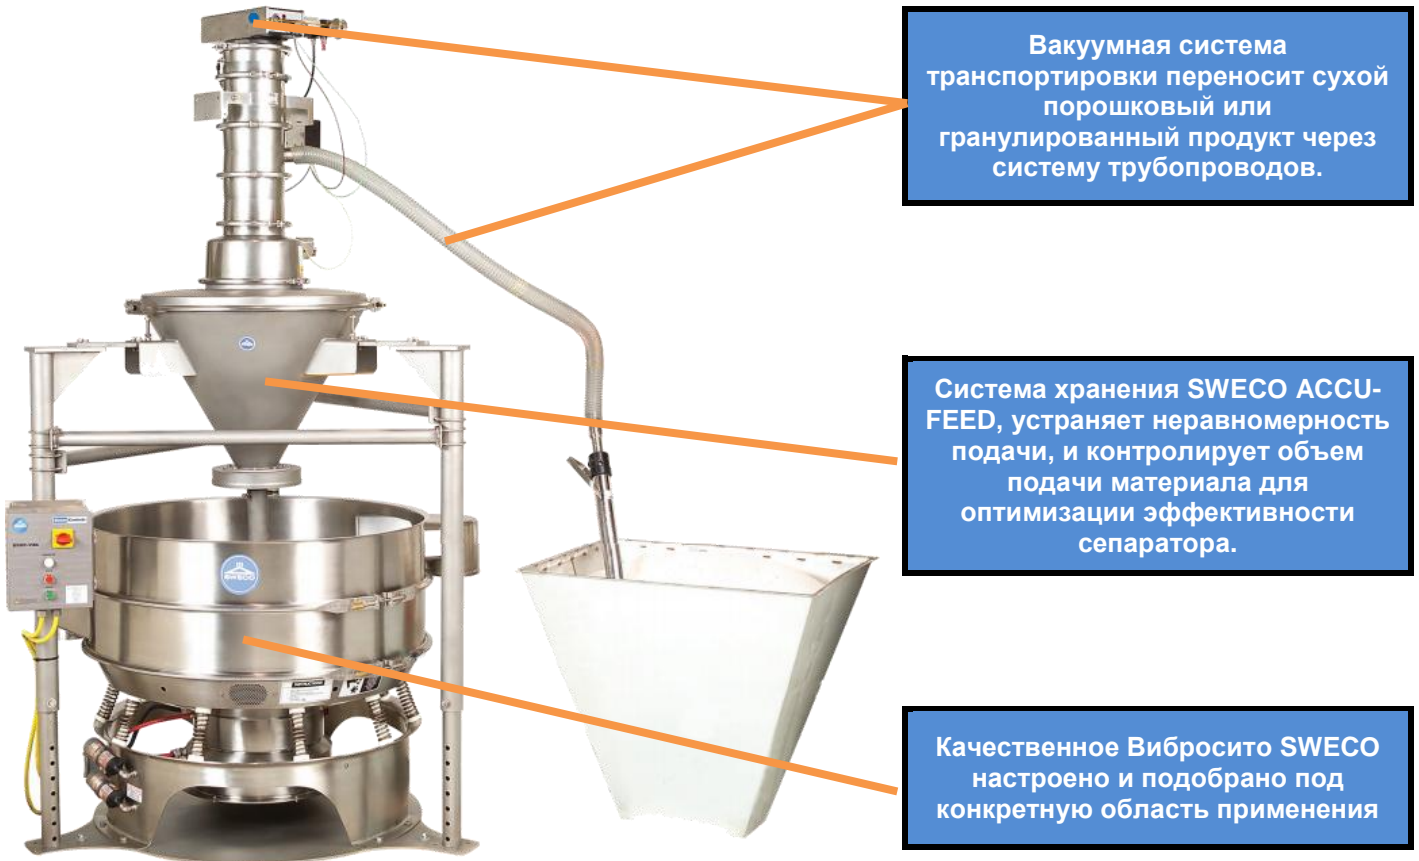 Вакуумная система
транспортировки переносит сухой
порошковый или
гранулированный продукт через
систему трубопроводов.
Система хранения SWECO ACCU-
FEED, устраняет неравномерность
подачи, и контролирует объем
подачи материала для
оптимизации эффективности
сепаратора.
SWECO
Качественное Вибросито SWECO
настроено и подобрано под
конкретную область применения